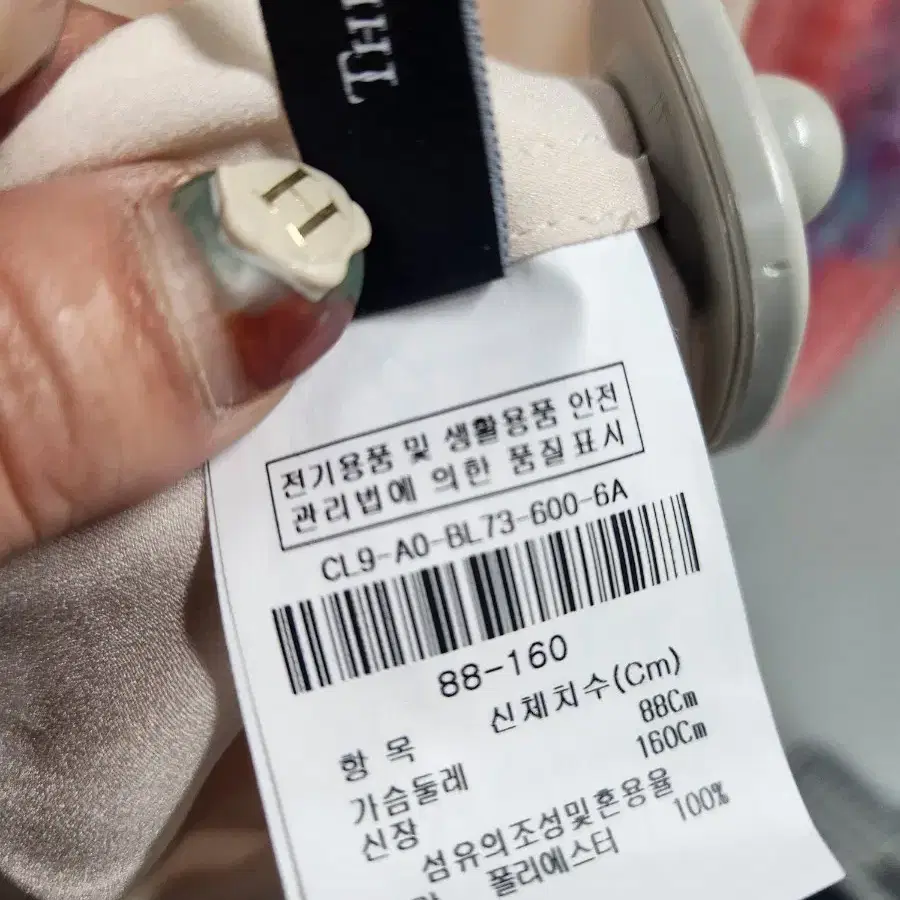 THL
전기용품 및 생활용품 안전
관리법에 의한 품질표시
CL9-A0-BL73-600-6A
88-160
항 목 신체치수(Cm)
가슴둘레 88Cm
신장 160Cm
섬유의조성및혼용율
폴리에스터 100%